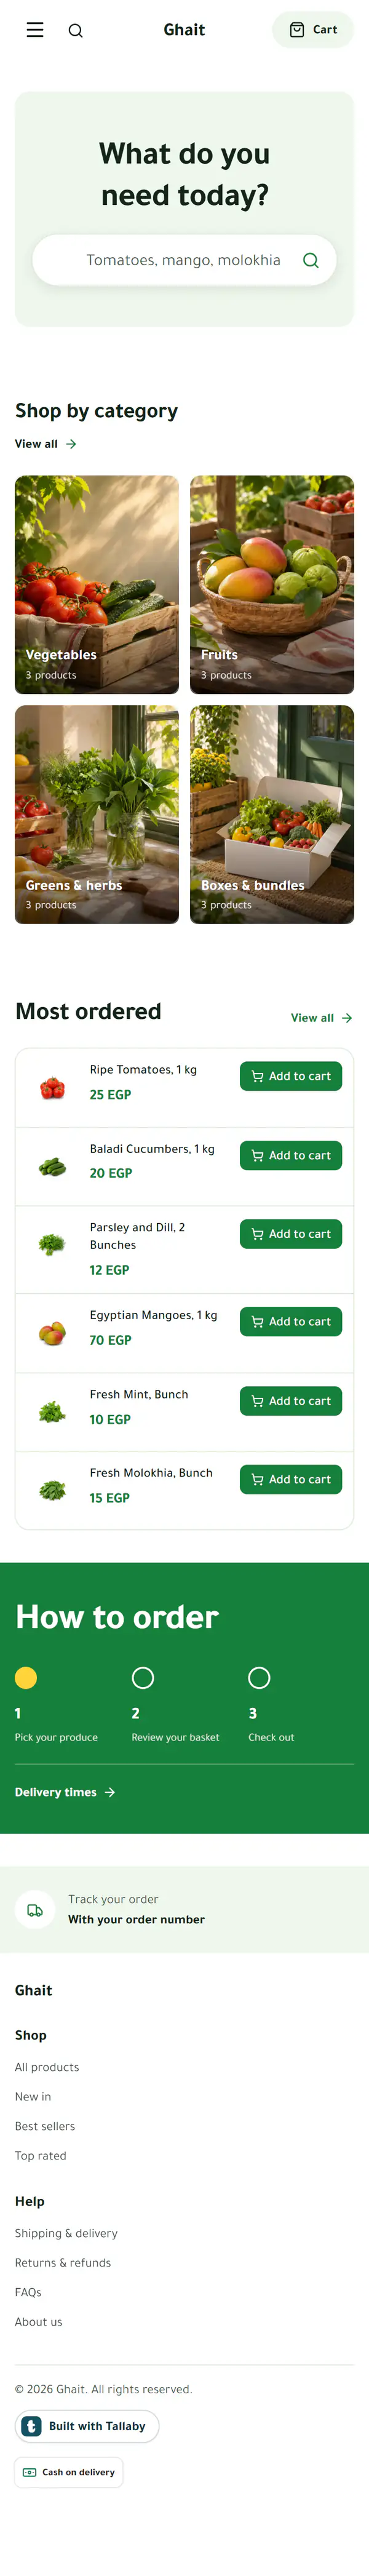 Ghait
Cart
What do you
need today?
Tomatoes, mango, molokhia
Shop by category
View all
Vegetables
3 products
Fruits
3 products
Greens & herbs
3 products
Boxes & bundles
3 products
Most ordered
View all
Ripe Tomatoes, 1 kg
25 EGP
Add to cart
Baladi Cucumbers, 1 kg
20 EGP
Add to cart
Parsley and Dill, 2
Bunches
12 EGP
Add to cart
Egyptian Mangoes, 1 kg
70 EGP
Add to cart
Fresh Mint, Bunch
10 EGP
Add to cart
Fresh Molokhia, Bunch
15 EGP
Add to cart
How to order
1
Pick your produce
2
Review your basket
3
Check out
Delivery times
Track your order
With your order number
Ghait
Shop
All products
New in
Best sellers
Top rated
Help
Shipping & delivery
Returns & refunds
FAQs
About us
© 2026 Ghait. All rights reserved.
t Built with Tallaby
Cash on delivery